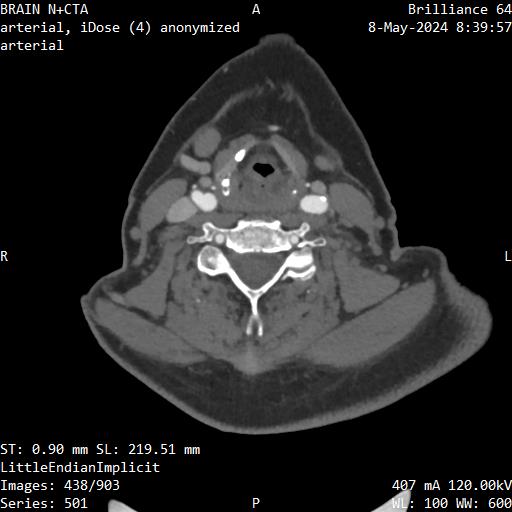 BRAIN N+CTA
A
Brilliance 64
arterial, iDose (4) anonymized
8-May-2024 8:39:57
arterial
R
L
ST: 0.90 mm SL: 219.51 mm
LittleEndianImplicit
Images: 438/903
407 mA 120.00kV
Series: 501
P
WL: 100 WW: 600